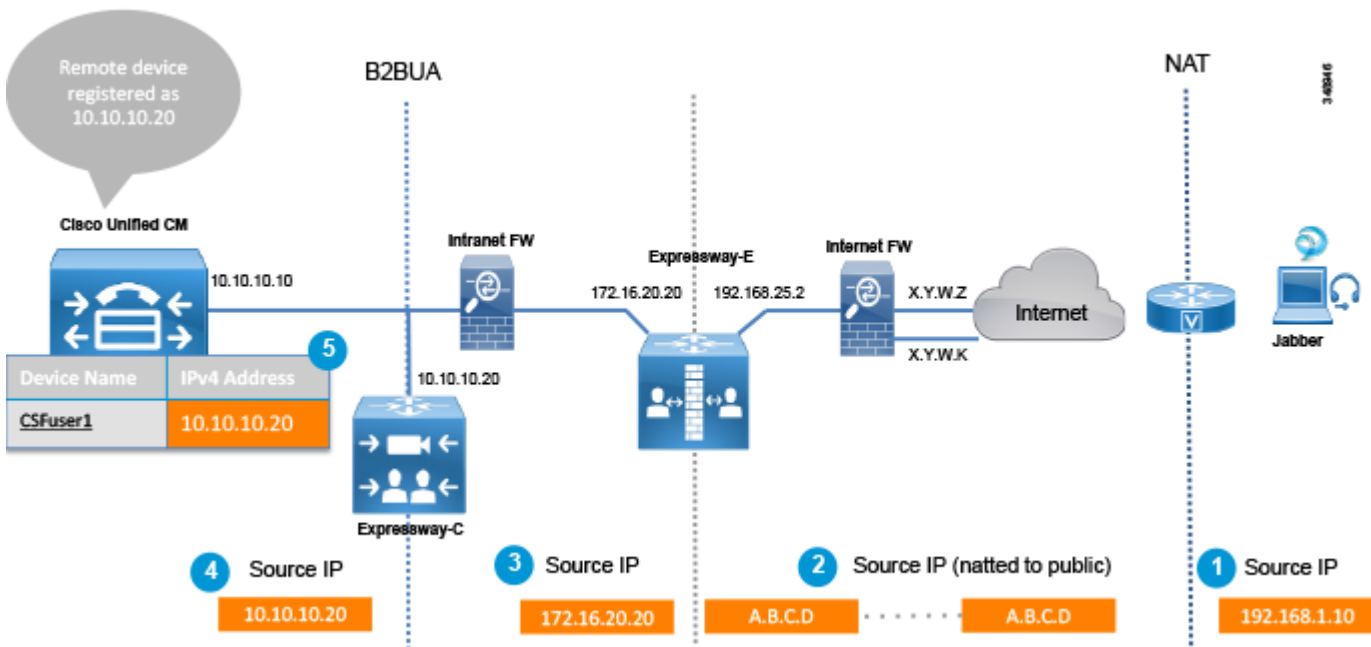 Remote device
registered as
10.10.10.20
B2BUA
NAT
348946
Cisco Unified CM
10.10.10.10
Intranet FW
Expressway-E
172.16.20.20
192.168.25.2
Internet FW
X.Y.W.Z
X.Y.W.K
Internet
V
Jabber
5
Device Name IPv4 Address
CSFuser1 10.10.10.20
10.10.10.20
Expressway-C
4 Source IP
10.10.10.20
3 Source IP
172.16.20.20
2 Source IP (natted to public)
A.B.C.D A.B.C.D
1 Source IP
192.168.1.10